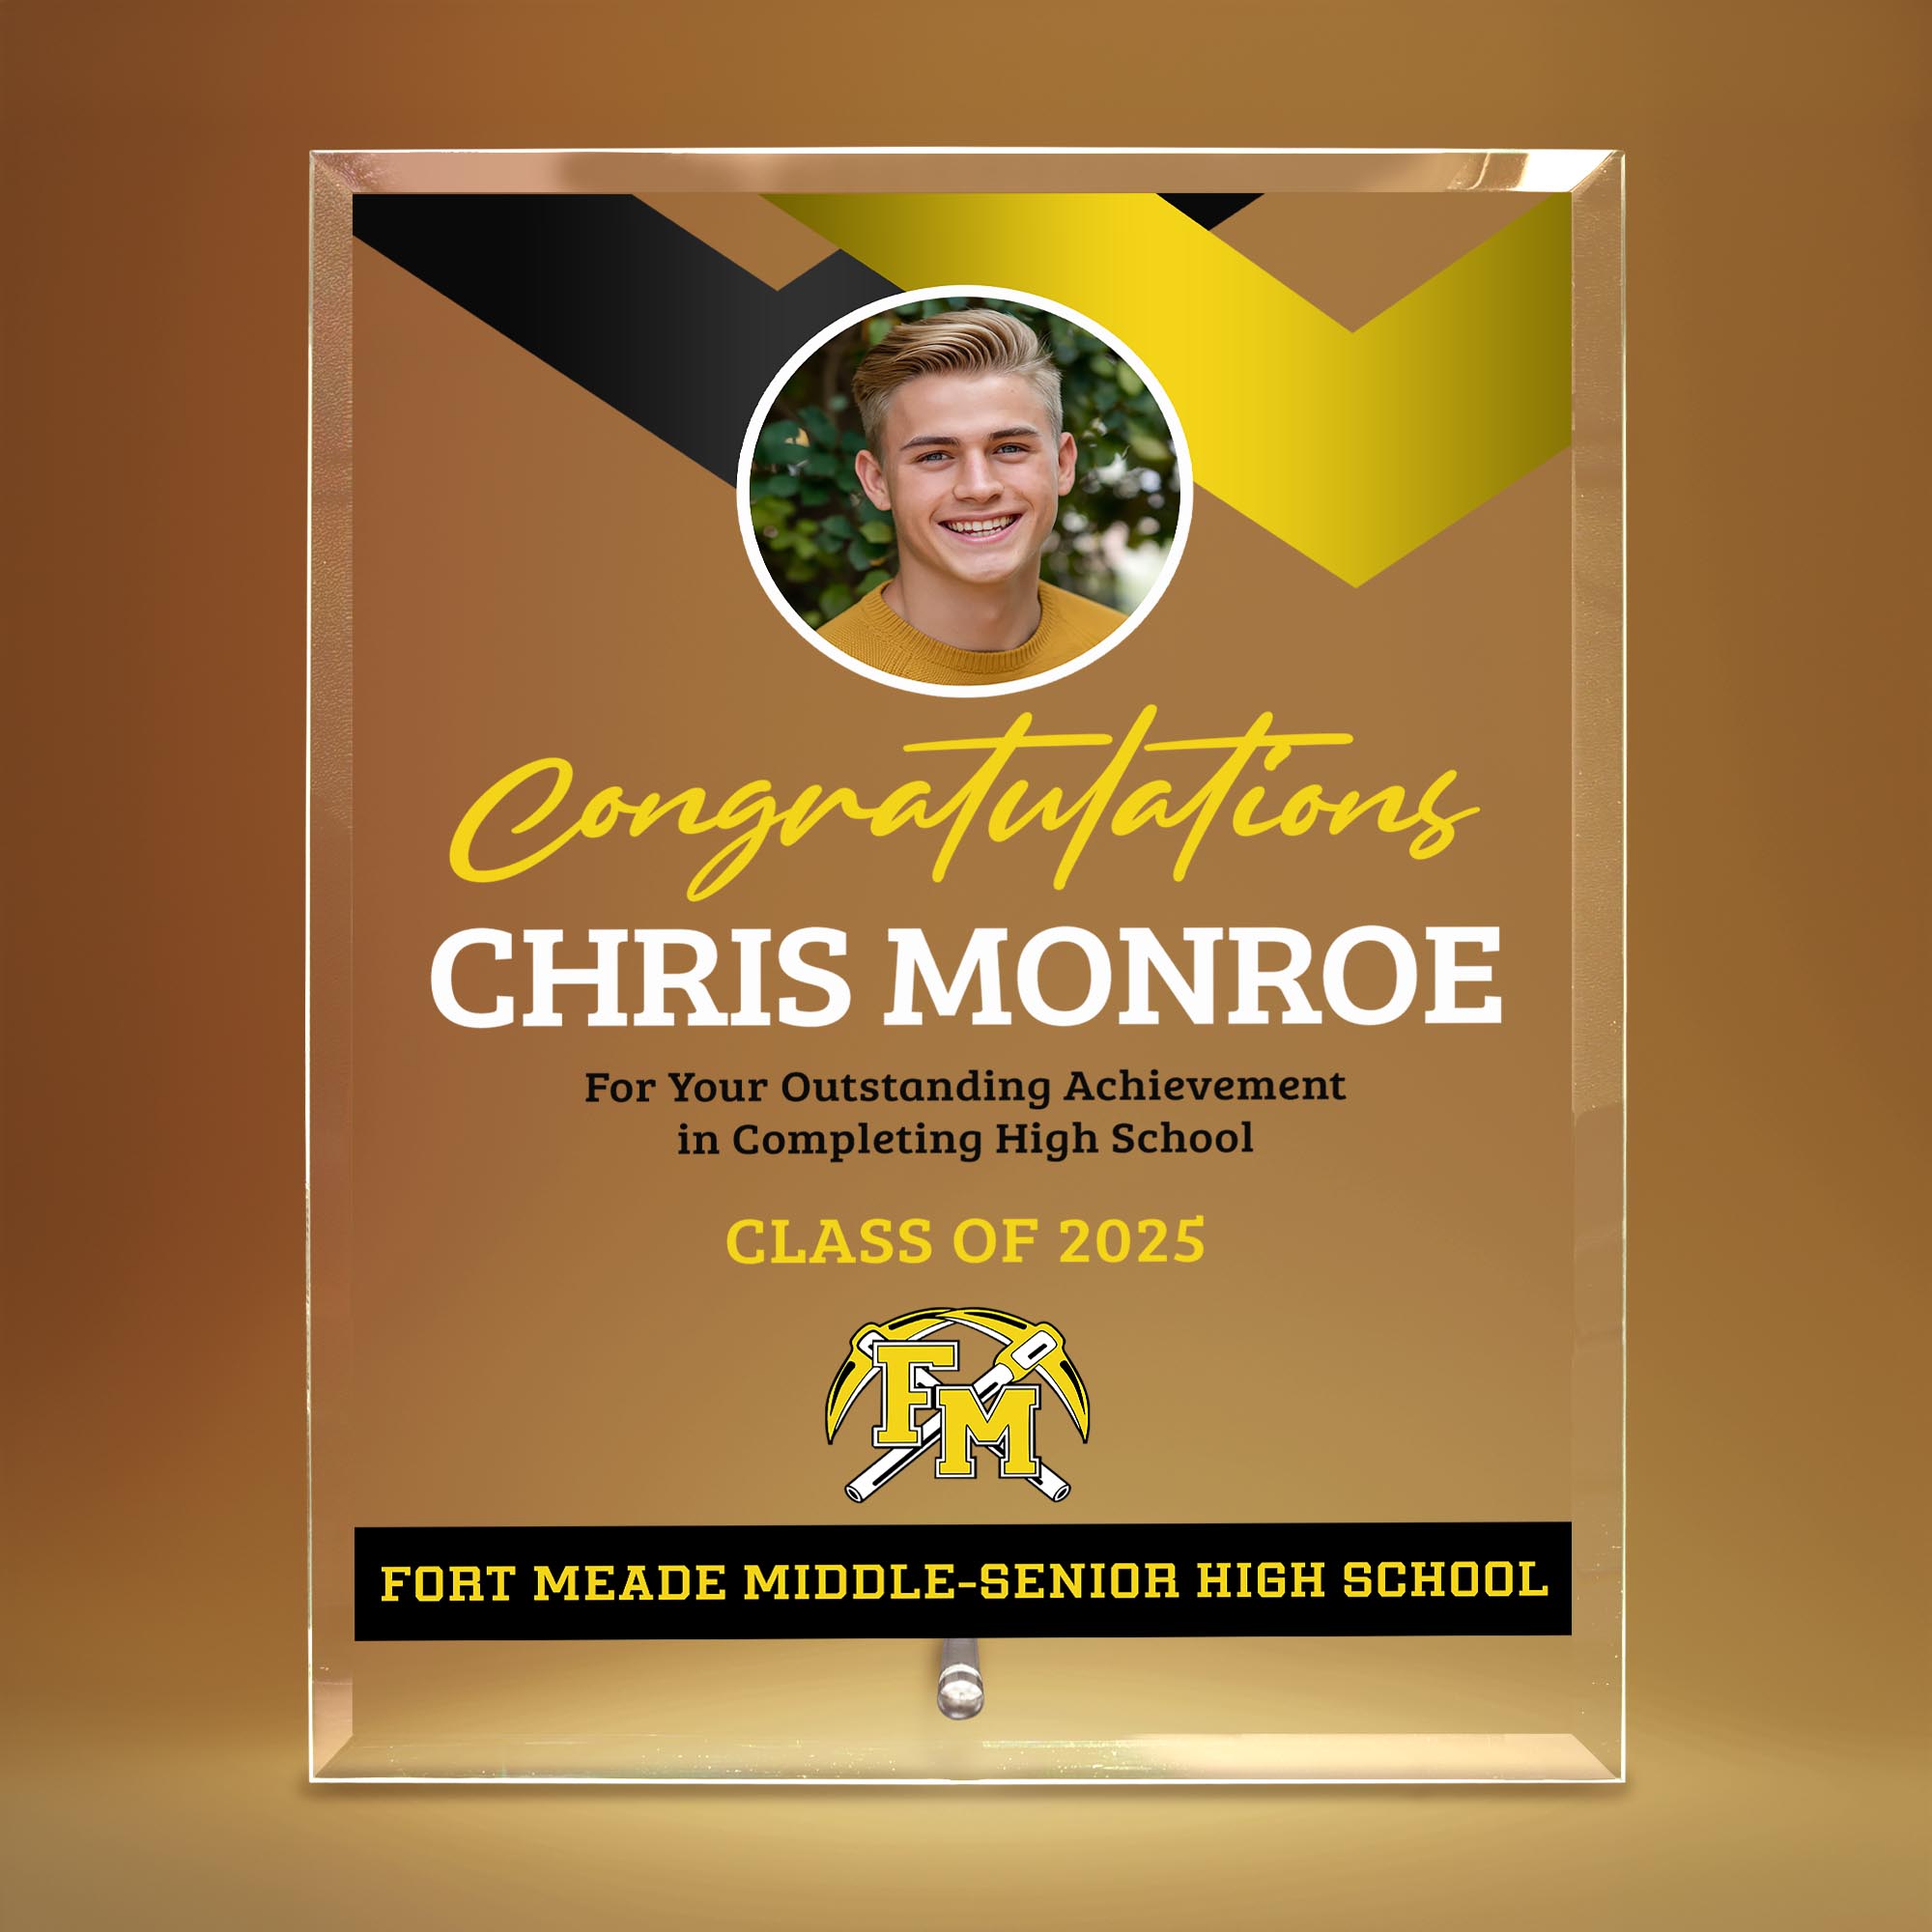 Congratulations
CHRIS MONROE
For Your Outstanding Achievement
in Completing High School
CLASS OF 2025
FM
FORT MEADE MIDDLE-SENIOR HIGH SCHOOL